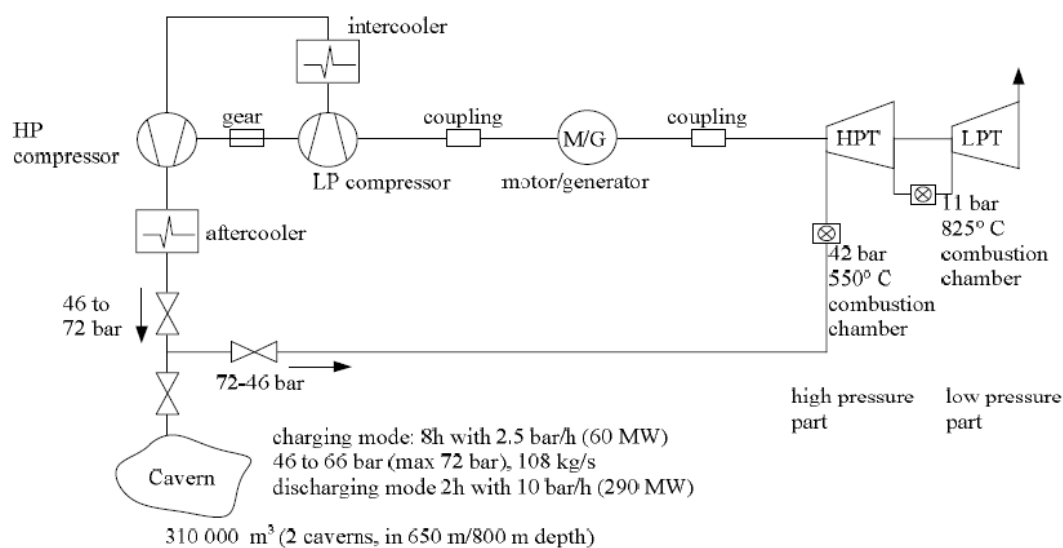 intercooler
HP
compressor
gear
LP compressor
coupling
M/G
motor/generator
coupling
HPT
LPT
aftercooler
11 bar
825° C
combustion
chamber
42 bar
550° C
combustion
chamber
46 to
72 bar
72-46 bar
high pressure
part
low pressure
part
Cavern
charging mode: 8h with 2.5 bar/h (60 MW)
46 to 66 bar (max 72 bar), 108 kg/s
discharging mode 2h with 10 bar/h (290 MW)
310 000 m³ (2 caverns, in 650 m/800 m depth)